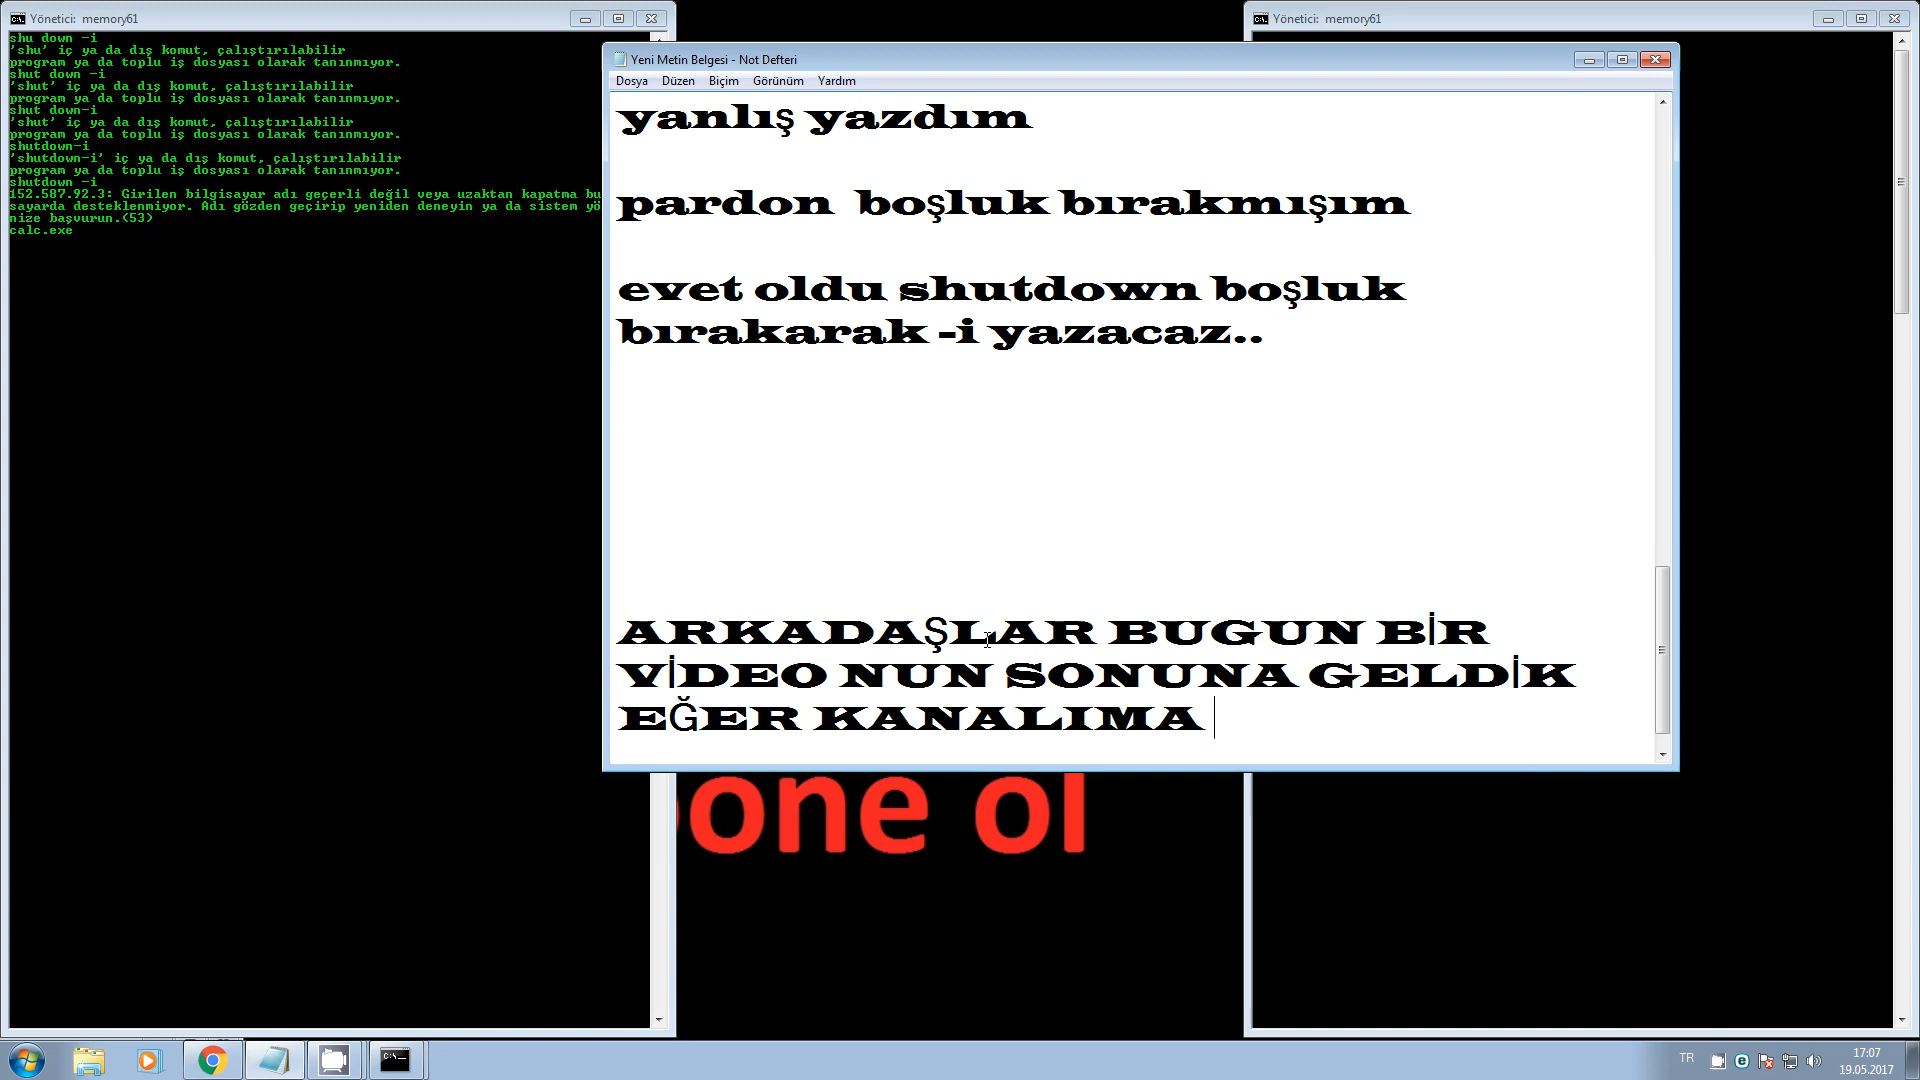 Yönetici: memory61
shu down -i
'shu' iç ya da dış komut, çalıştırılabilir
program ya da toplu iş dosyası olarak tanınmıyor.
shut down -i
'shut' iç ya da dış komut, çalıştırılabilir
program ya da toplu iş dosyası olarak tanınmıyor.
shut down-i
'shut' iç ya da dış komut, çalıştırılabilir
program ya da toplu iş dosyası olarak tanınmıyor.
shutdown-i
'shutdown-i' iç ya da dış komut, çalıştırılabilir
program ya da toplu iş dosyası olarak tanınmıyor.
shutdown -i
152.587.92.3: Girilen bilgisayar adı geçerli değil veya uzaktan kapatma bu
sayarda desteklenmiyor. Adı gözden geçirip yeniden deneyin ya da sistem yö
nize başvurun.(53)
calc.exe
Yeni Metin Belgesi - Not Defteri
Dosya Düzen Biçim Görünüm Yardım
yanlış yazdım
pardon  boşluk bırakmışım
evet oldu shutdown boşluk
bırakarak -i yazacaz..
ARKADAŞLAR BUGUN BİR
VİDEO NUN SONUNA GELDİK
EĞER KANALIMA
Yönetici: memory61
one ol
TR
17:07
19.05.2017